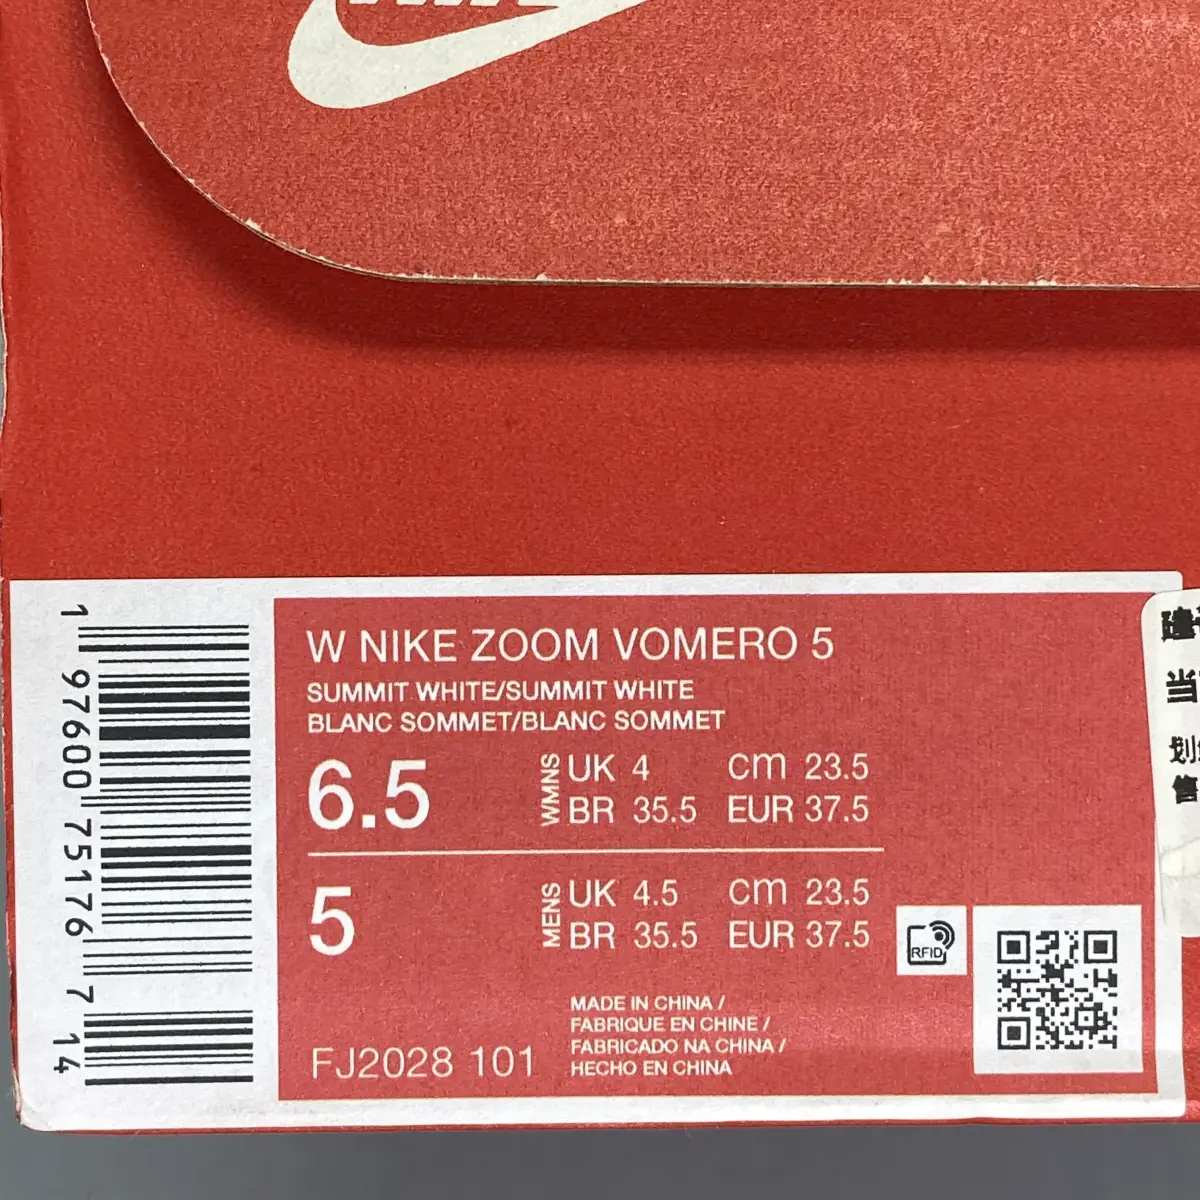 W NIKE ZOOM VOMERO 5
SUMMIT WHITE/SUMMIT WHITE
BLANC SOMMET/BLANC SOMMET
6.5
WMNS
UK 4 CM 23.5
BR 35.5 EUR 37.5
5
MENS
UK 4.5 CM 23.5
BR 35.5 EUR 37.5
FJ2028 101
MADE IN CHINA /
FABRIQUE EN CHINE /
FABRICADO NA CHINA /
HECHO EN CHINA
RFID
1 97600 75176 7 14
当
划
售